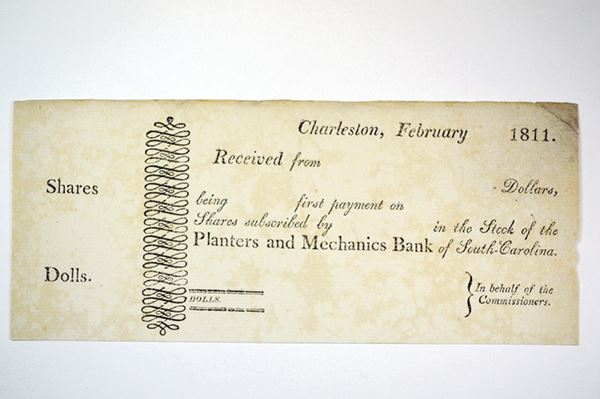 Charleston, February 1811.
Received from
Shares
Dollars,
being first payment on
Shares subscribed by in the Stock of the
Planters and Mechanics Bank of South-Carolina.
Dolls.
In behalf of the
DOLLS.
Commissioners.